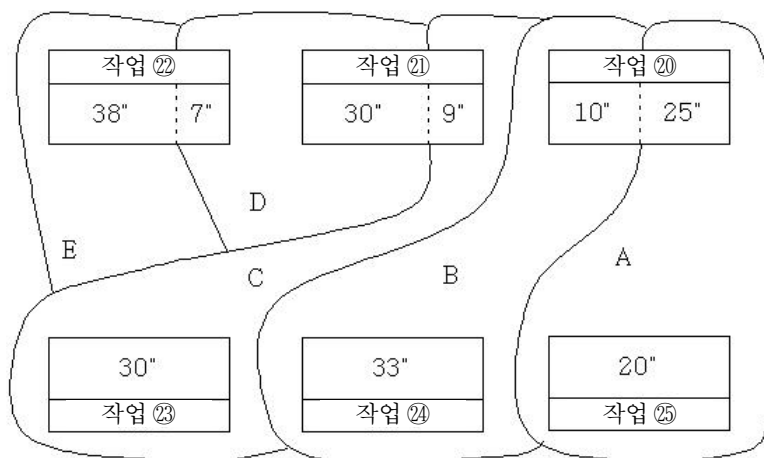 작업 ㉒ 작업 ㉑ 작업 ⑳
38" 7" 30" 9" 10" 25"
D
E C B A
30" 33" 20"
작업 ㉓ 작업 ㉔ 작업 ㉕